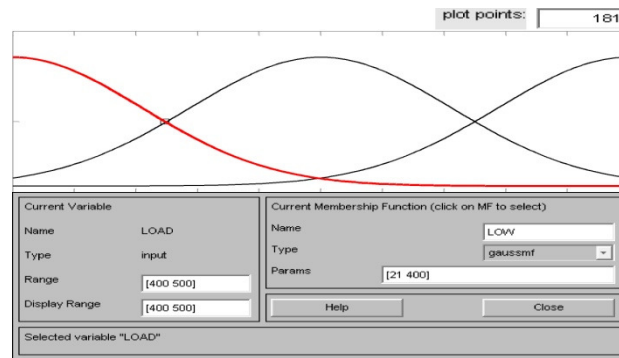 plot points: 181
Current Variable
Name LOAD
Type input
Range [400 500]
Display Range [400 500]
Current Membership Function (click on MF to select)
Name LOW
Type gaussmf
Params [21 400]
Help Close
Selected variable "LOAD"